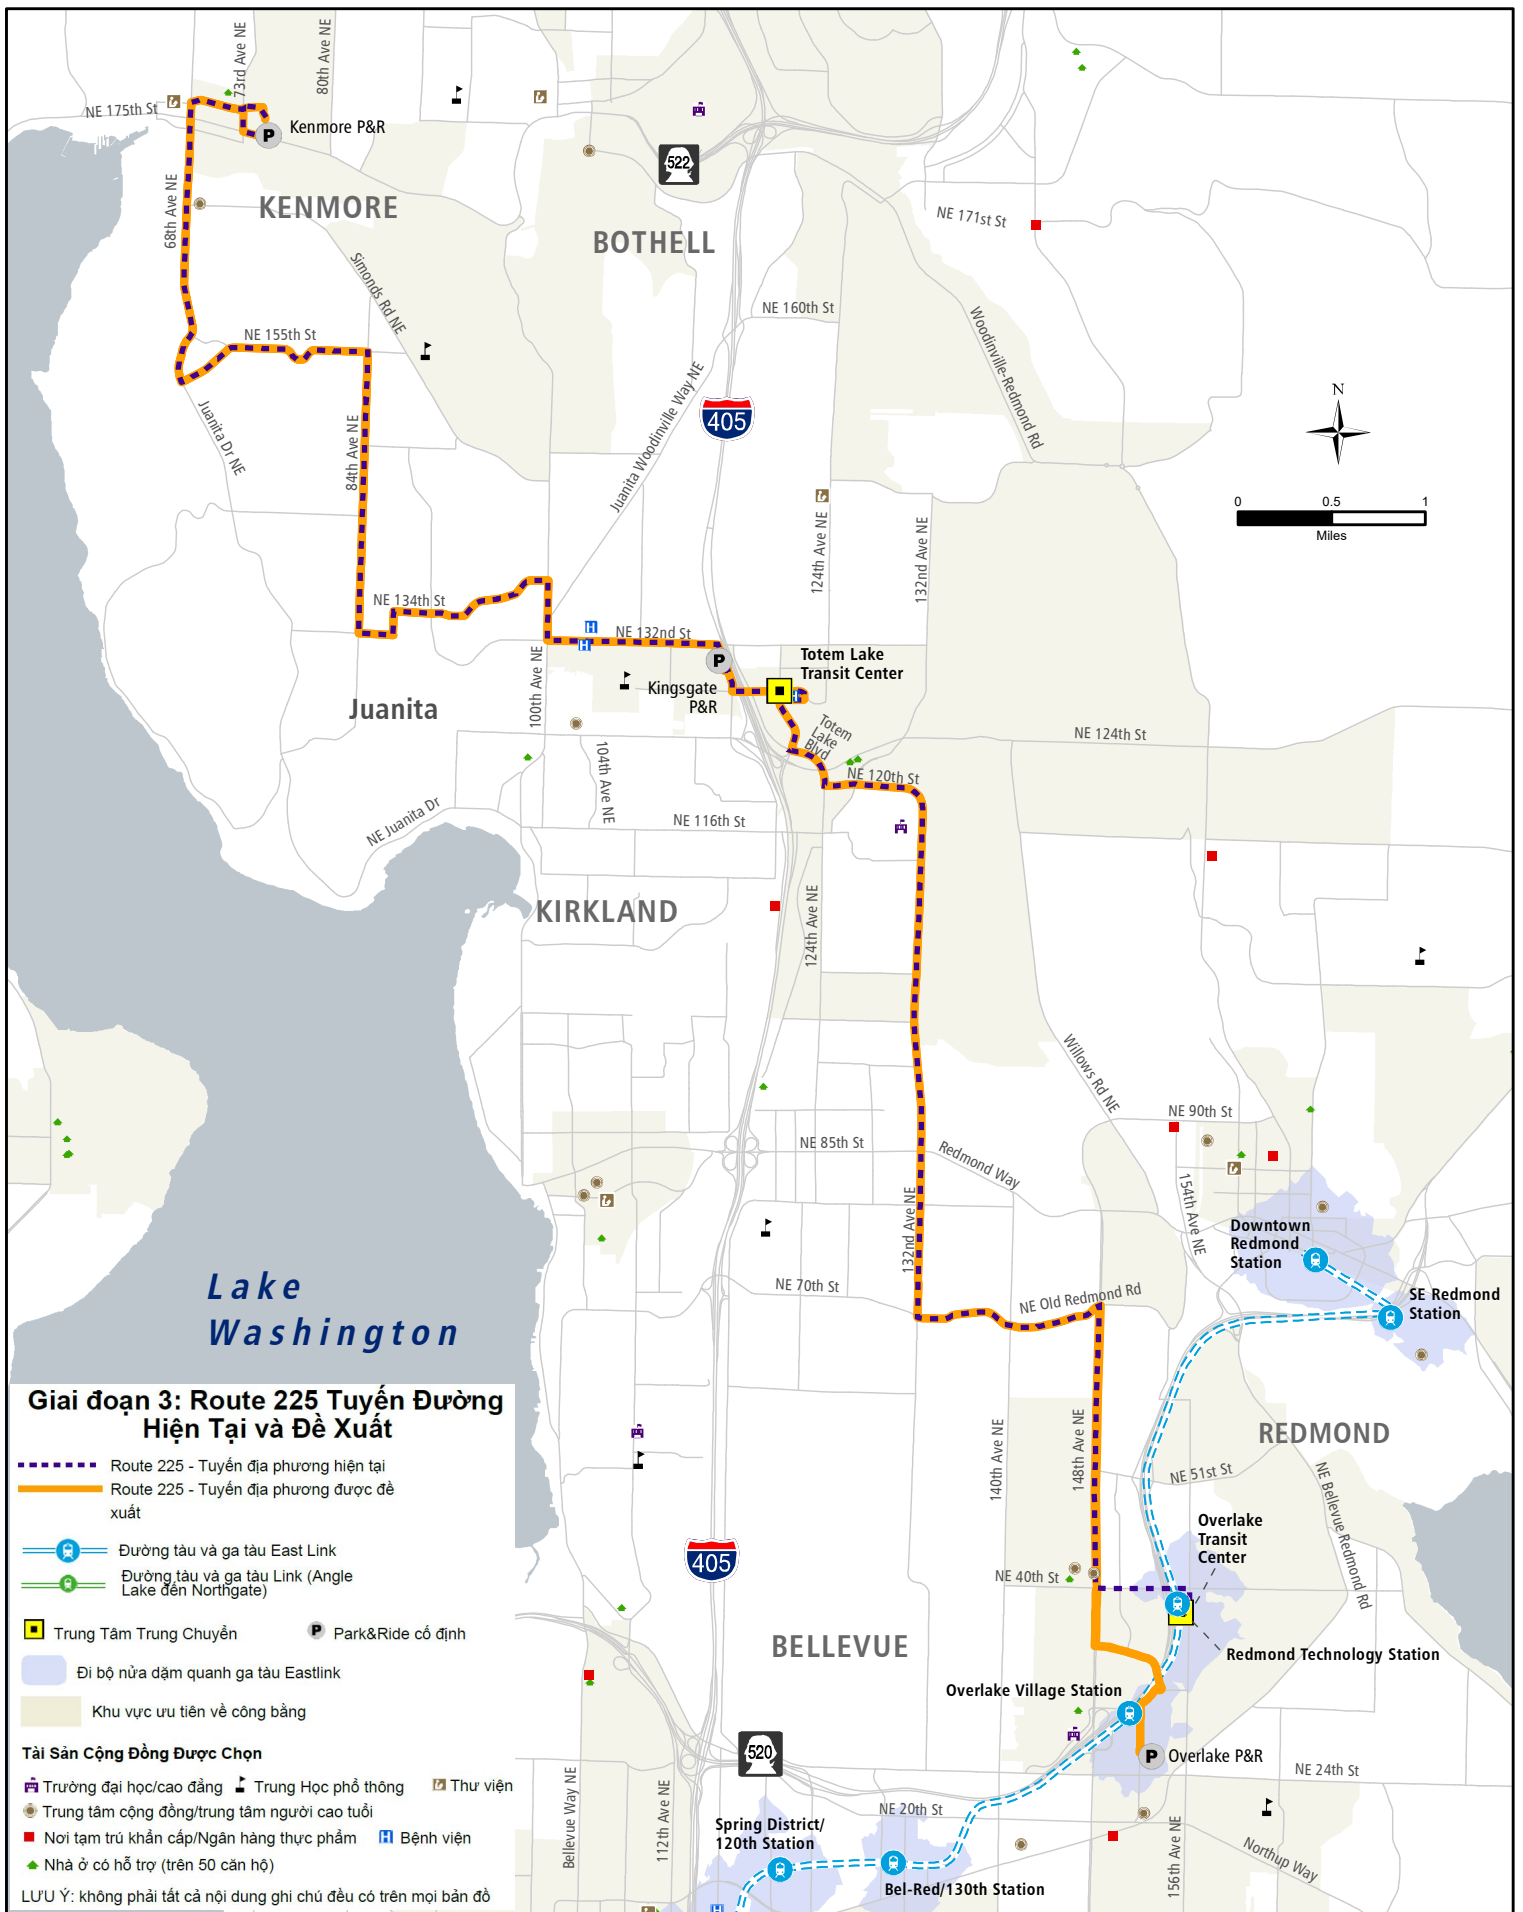 73rd Ave NE
80th Ave NE
NE 175th St
Kenmore P&R
522
68th Ave NE
KENMORE
BOTHELL
NE 171st St
Simonds Rd NE
NE 160th St
Woodinville-Redmond Rd
NE 155th St
Juanita Woodinville Way NE
405
N
Juanita Dr NE
84th Ave NE
0 0.5 1
Miles
124th Ave NE
132nd Ave NE
NE 134th St
NE 132nd St
Totem Lake
Transit Center
100th Ave NE
Kingsgate
P&R
Juanita
Totem
Lake
Blvd
NE 124th St
104th Ave NE
NE 120th St
NE Juanita Dr
NE 116th St
KIRKLAND
124th Ave NE
Willows Rd NE
NE 90th St
NE 85th St
Redmond Way
154th Ave NE
132nd Ave NE
Downtown
Redmond
Station
NE 70th St
NE Old Redmond Rd
SE Redmond
Station
Lake
Washington
Giai đoạn 3: Route 225 Tuyến Đường
Hiện Tại và Đề Xuất
Route 225 - Tuyến địa phương hiện tại
Route 225 - Tuyến địa phương được đề
xuất
Đường tàu và ga tàu East Link
Đường tàu và ga tàu Link (Angle
Lake đến Northgate)
Trung Tâm Trung Chuyển
P Park&Ride cố định
Đi bộ nửa dặm quanh ga tàu Eastlink
Khu vực ưu tiên về công bằng
Tài Sản Cộng Đồng Được Chọn
Trường đại học/cao đẳng Trung Học phổ thông Thư viện
Trung tâm cộng đồng/trung tâm người cao tuổi
Nơi tạm trú khẩn cấp/Ngân hàng thực phẩm H Bệnh viện
Nhà ở có hỗ trợ (trên 50 căn hộ)
LƯU Ý: không phải tất cả nội dung ghi chú đều có trên mọi bản đồ
REDMOND
140th Ave NE
148th Ave NE
NE 51st St
NE Bellevue Redmond Rd
Overlake
Transit
Center
405
NE 40th St
BELLEVUE
Redmond Technology Station
Overlake Village Station
520
P Overlake P&R
NE 24th St
Bellevue Way NE
112th Ave NE
NE 20th St
Spring District/
120th Station
Bel-Red/130th Station
156th Ave NE
Northup Way